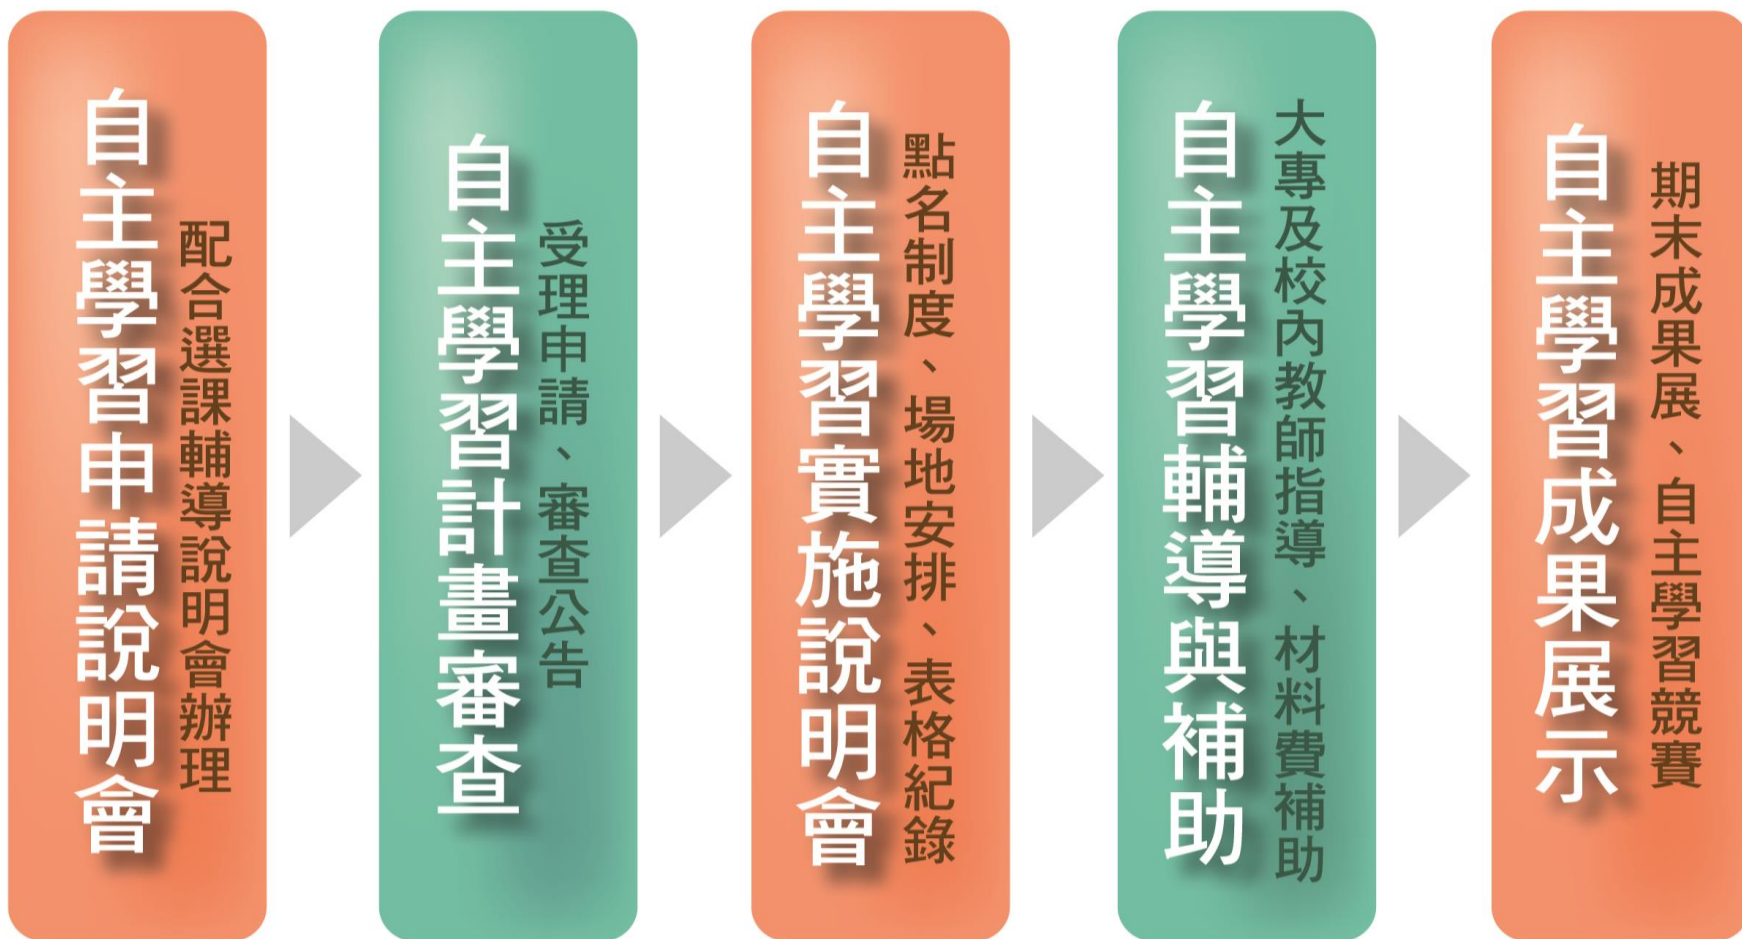 自主學習申請說明會
配合選課輔導說明會辦理
自主學習計畫審查
受理申請、審查公告
自主學習實施說明會
點名制度、場地安排、表格紀錄
自主學習輔導與補助
大專及校內教師指導、材料費補助
自主學習成果展示
期末成果展、自主學習競賽